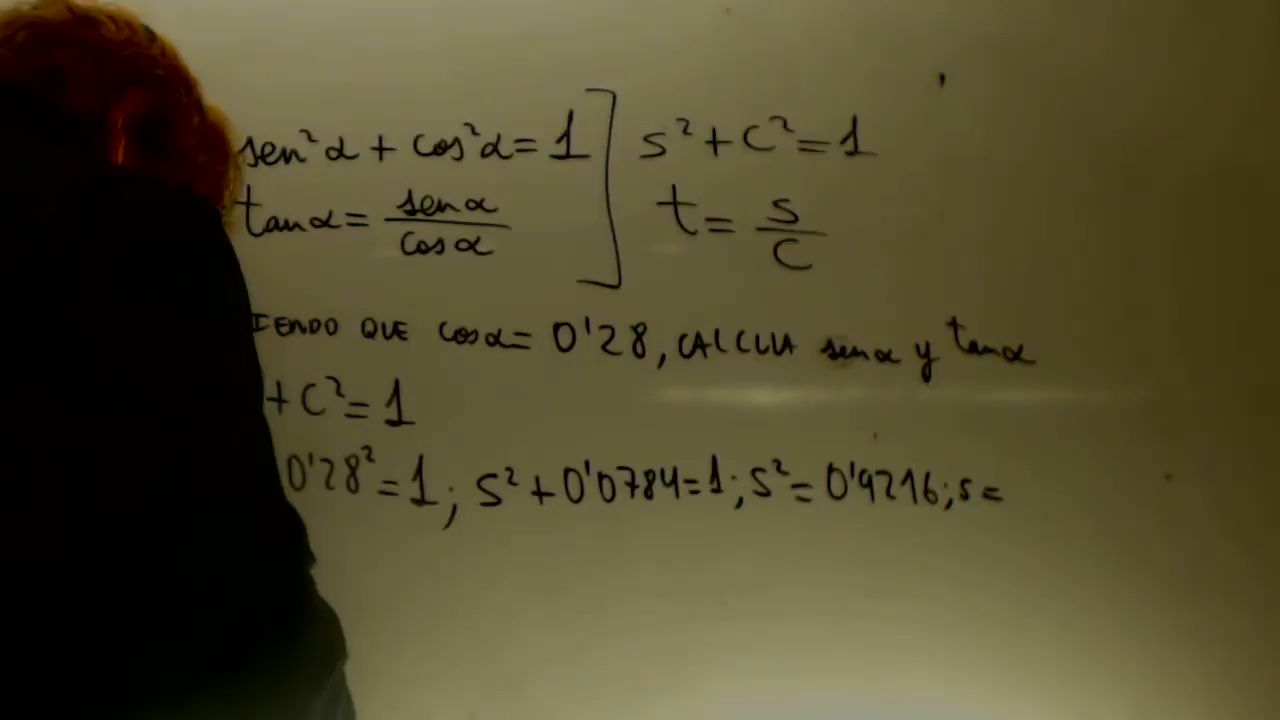 sen²α + cos²α = 1 ] s² + c² = 1
tanα = senα/cosα   t = s/c
IENDO QUE cosα = 0'28, CALCULA senα y tanα
+ c² = 1
0'28² = 1; s² + 0'0784 = 1; s² = 0'9216; s =